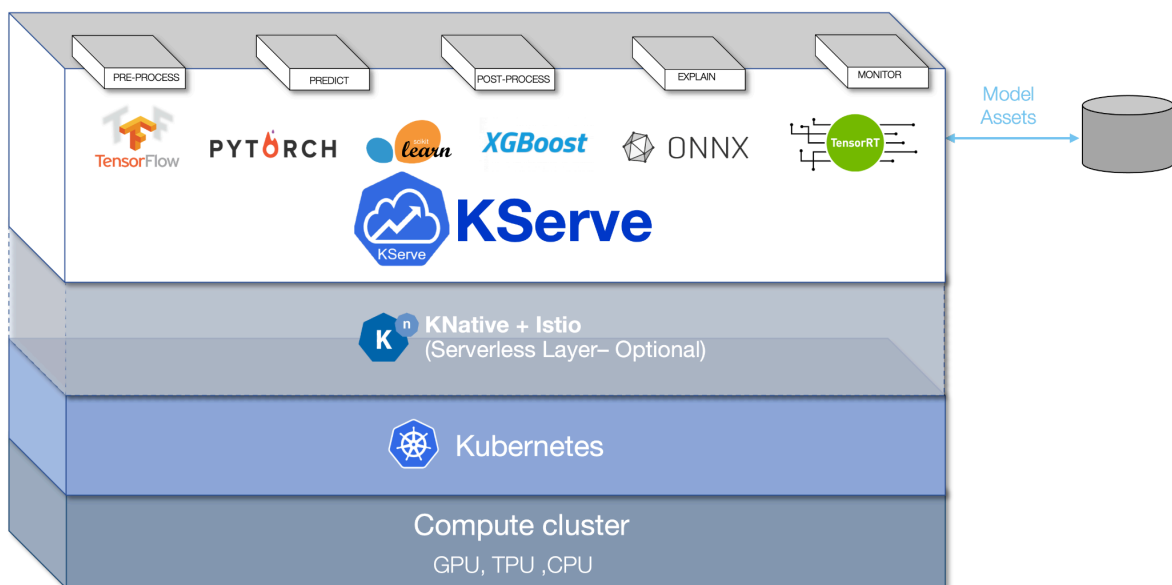 PRE-PROCESS
PREDICT
POST-PROCESS
EXPLAIN
MONITOR
TensorFlow
PYTORCH
scikit
learn
XGBoost
ONNX
TensorRT
Model
Assets
KServe
KServe
K n
KNative + Istio
(Serverless Layer– Optional)
Kubernetes
Compute cluster
GPU, TPU ,CPU